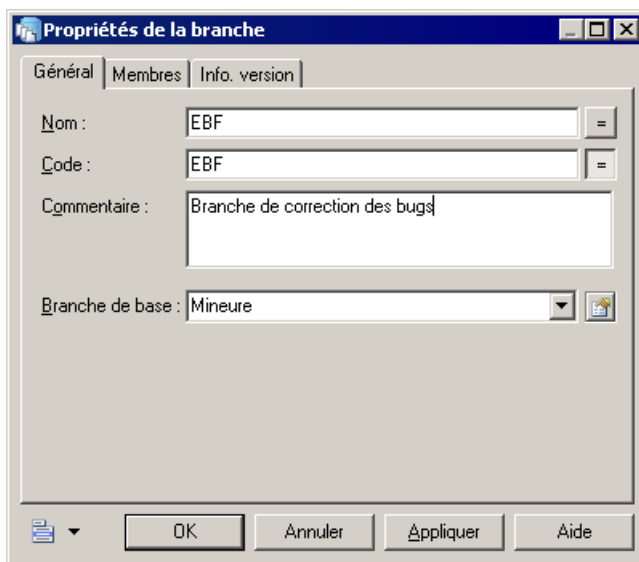 Propriétés de la branche
Général Membres Info. version
Nom : EBF =
Code : EBF =
Commentaire : Branche de correction des bugs
Branche de base : Mineure
OK Annuler Appliquer Aide